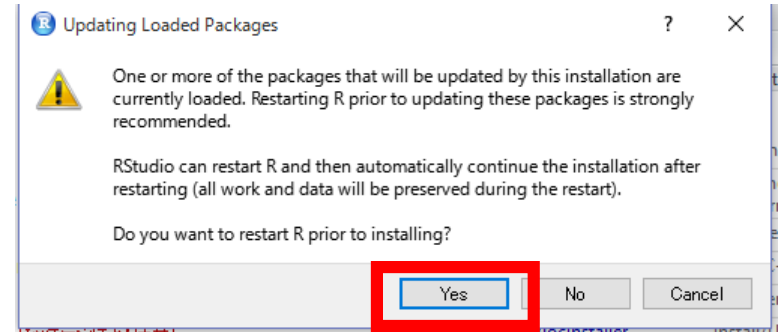 R Updating Loaded Packages ? ×
One or more of the packages that will be updated by this installation are
currently loaded. Restarting R prior to updating these packages is strongly
recommended.
RStudio can restart R and then automatically continue the installation after
restarting (all work and data will be preserved during the restart).
Do you want to restart R prior to installing?
Yes No Cancel